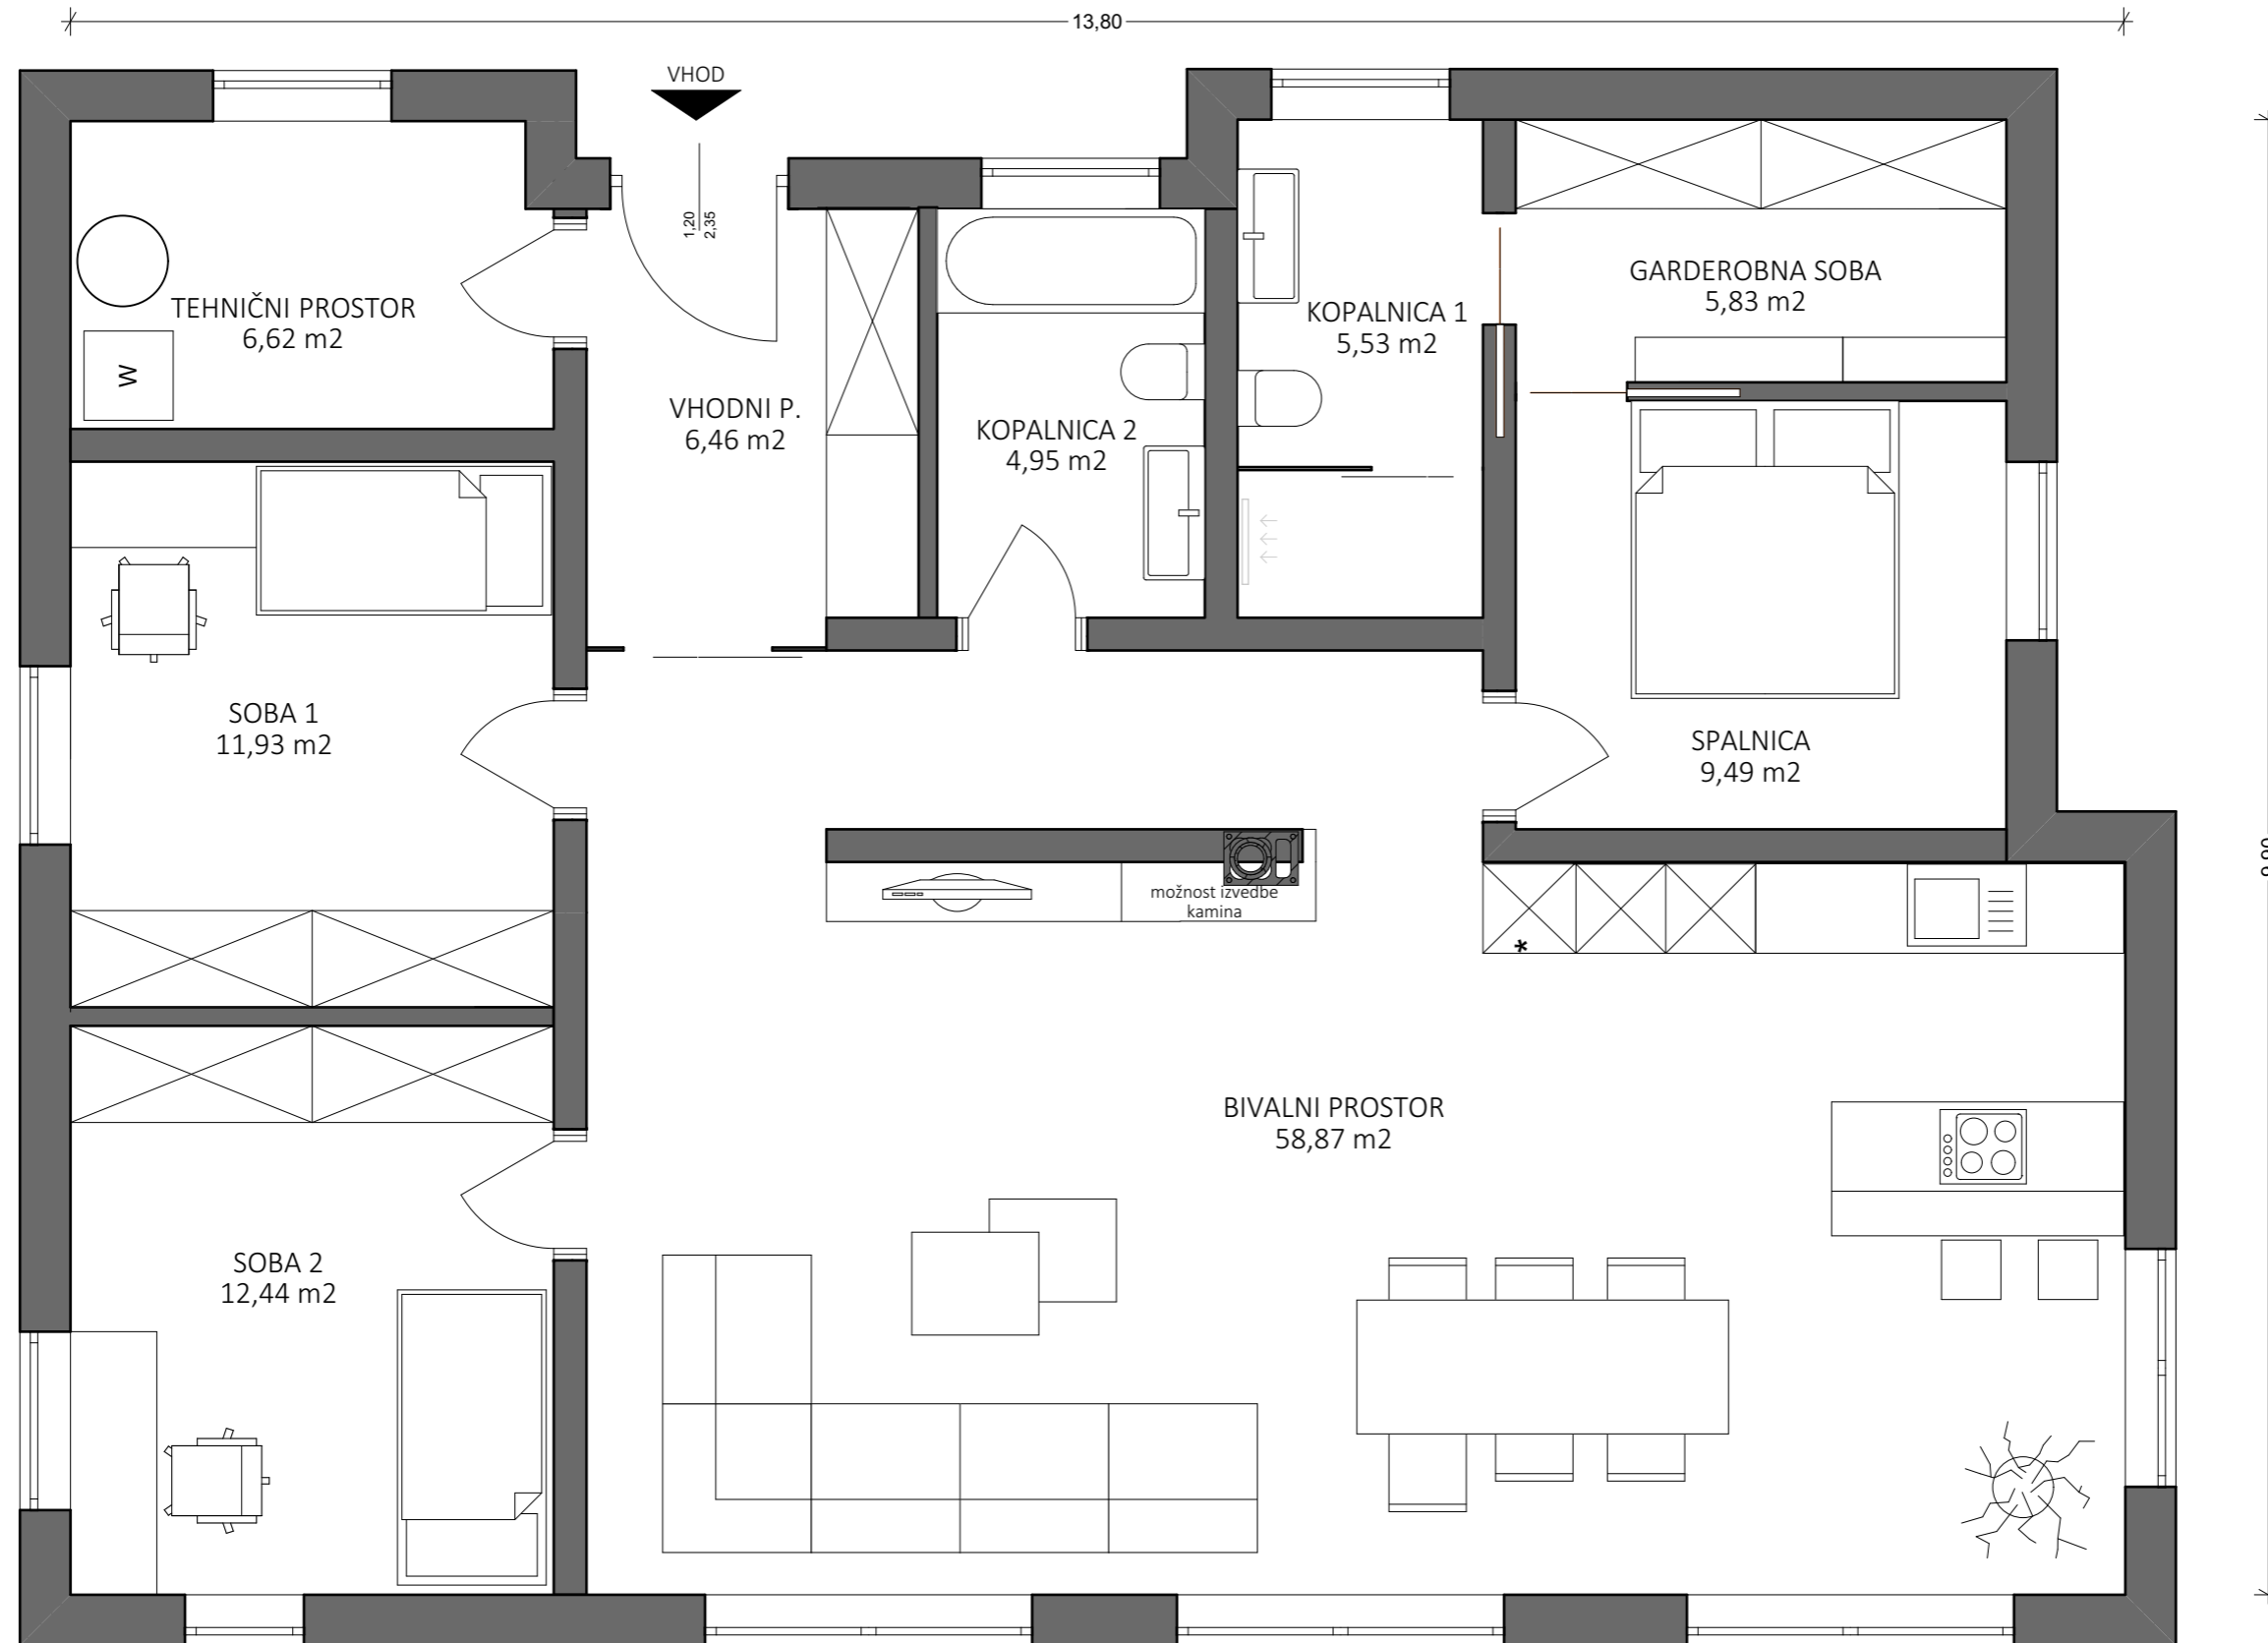 13,80
VHOD
1,20
2,35
TEHNIČNI PROSTOR
6,62 m2
W
VHODNI P.
6,46 m2
KOPALNICA 2
4,95 m2
KOPALNICA 1
5,53 m2
GARDEROBNA SOBA
5,83 m2
SOBA 1
11,93 m2
SPALNICA
9,49 m2
možnost izvedbe
kamina
*
BIVALNI PROSTOR
58,87 m2
SOBA 2
12,44 m2